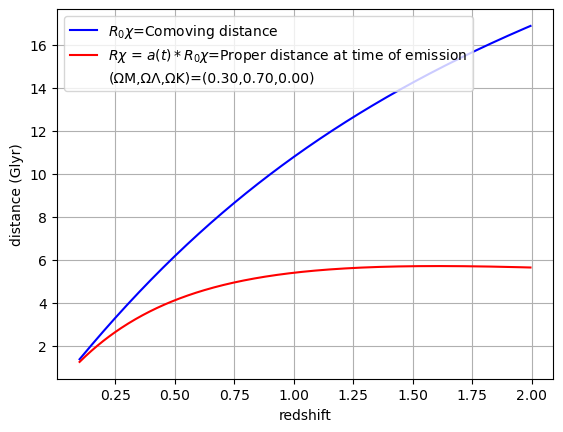 R₀χ=Comoving distance
Rχ = a(t) * R₀χ=Proper distance at time of emission
(ΩM,ΩΛ,ΩK)=(0.30,0.70,0.00)
16
14
12
10
8
6
4
2
distance (Glyr)
0.25 0.50 0.75 1.00 1.25 1.50 1.75 2.00
redshift